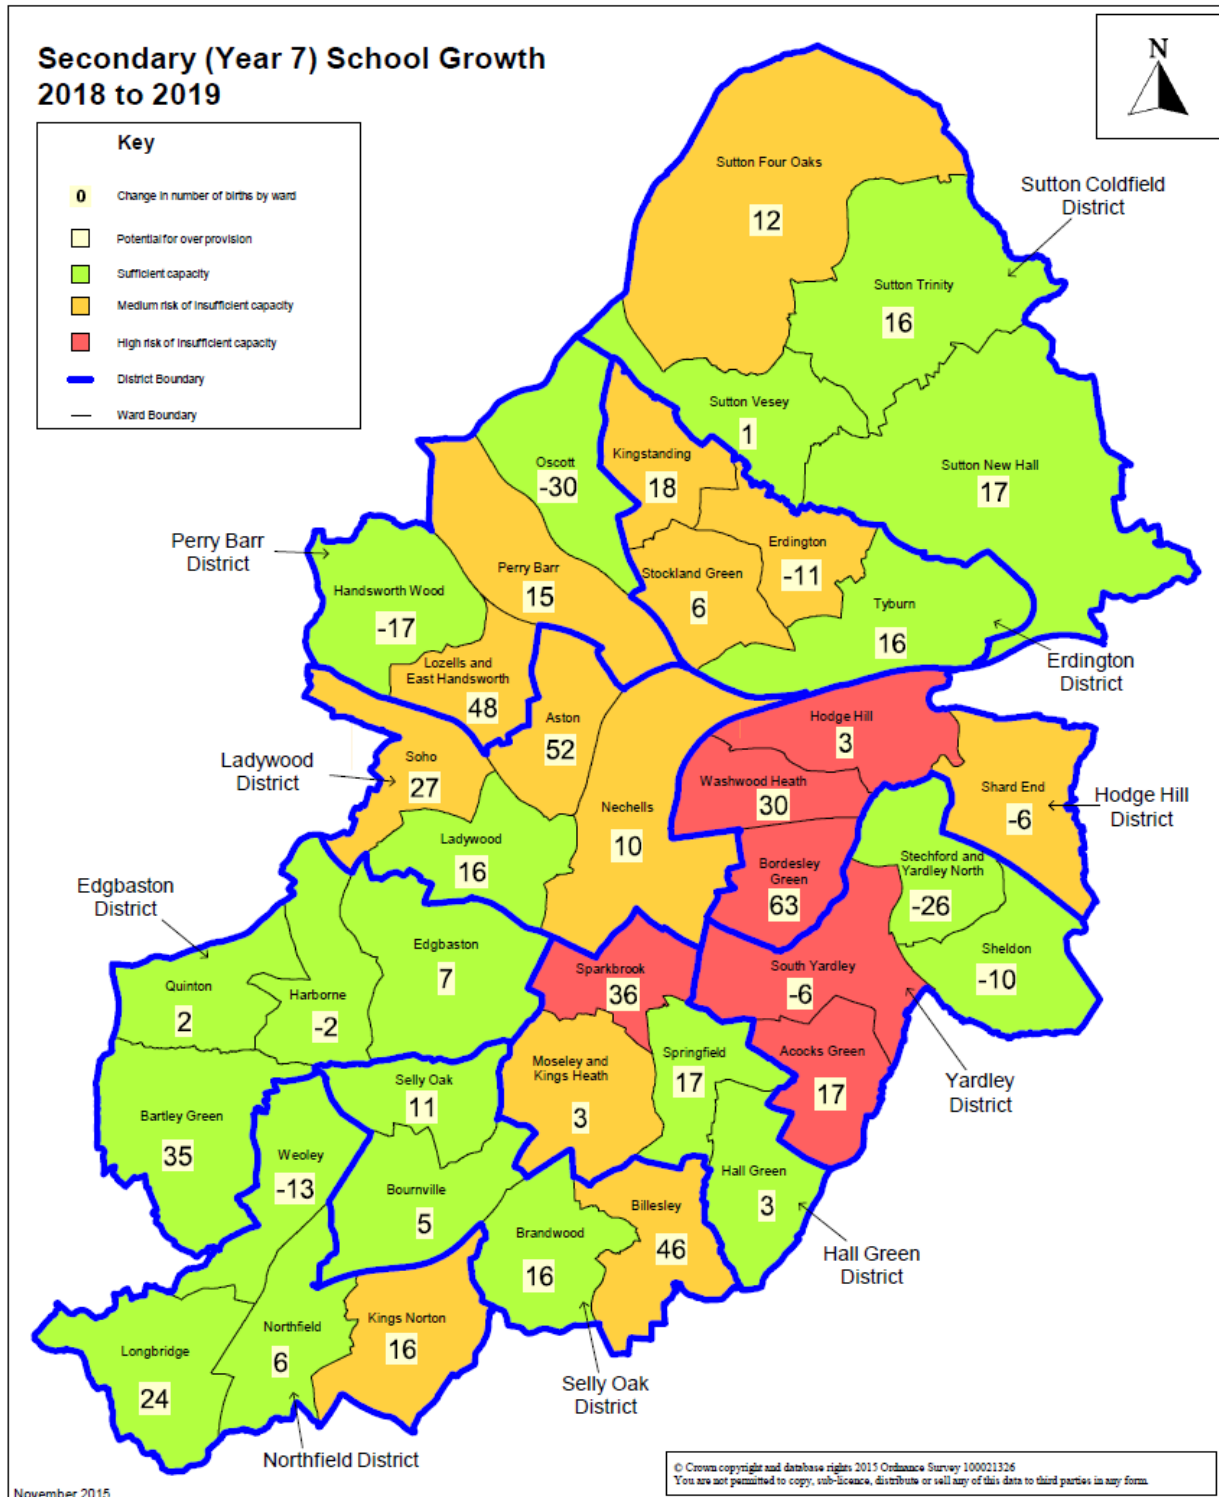 Secondary (Year 7) School Growth
2018 to 2019
N
Key
0 Change in number of births by ward
Potential for over provision
Sufficient capacity
Medium risk of insufficient capacity
High risk of insufficient capacity
District Boundary
Ward Boundary
Sutton Four Oaks
12
Sutton Coldfield
District
Sutton Trinity
16
Sutton Vesey
1
Sutton New Hall
17
Oscott
-30
Kingstanding
18
Perry Barr
District
Erdington
-11
Stockland Green
6
Perry Barr
15
Handsworth Wood
-17
Tyburn
16
Erdington
District
Lozells and
East Handsworth
48
Aston
52
Hodge Hill
3
Ladywood
District
Soho
27
Washwood Heath
30
Shard End
-6
Hodge Hill
District
Nechells
10
Ladywood
16
Bordesley
Green
63
Stechford and
Yardley North
-26
Edgbaston
District
Edgbaston
7
Sheldon
-10
Quinton
2
Harborne
-2
Sparkbrook
36
South Yardley
-6
Moseley and
Kings Heath
3
Springfield
17
Acocks Green
17
Yardley
District
Selly Oak
11
Bartley Green
35
Weoley
-13
Bournville
5
Hall Green
3
Billesley
46
Brandwood
16
Hall Green
District
Kings Norton
16
Northfield
6
Longbridge
24
Selly Oak
District
Northfield District
© Crown copyright and database rights 2015 Ordnance Survey 100021326
You are not permitted to copy, sub-licence, distribute or sell any of this data to third parties in any form.
November 2015